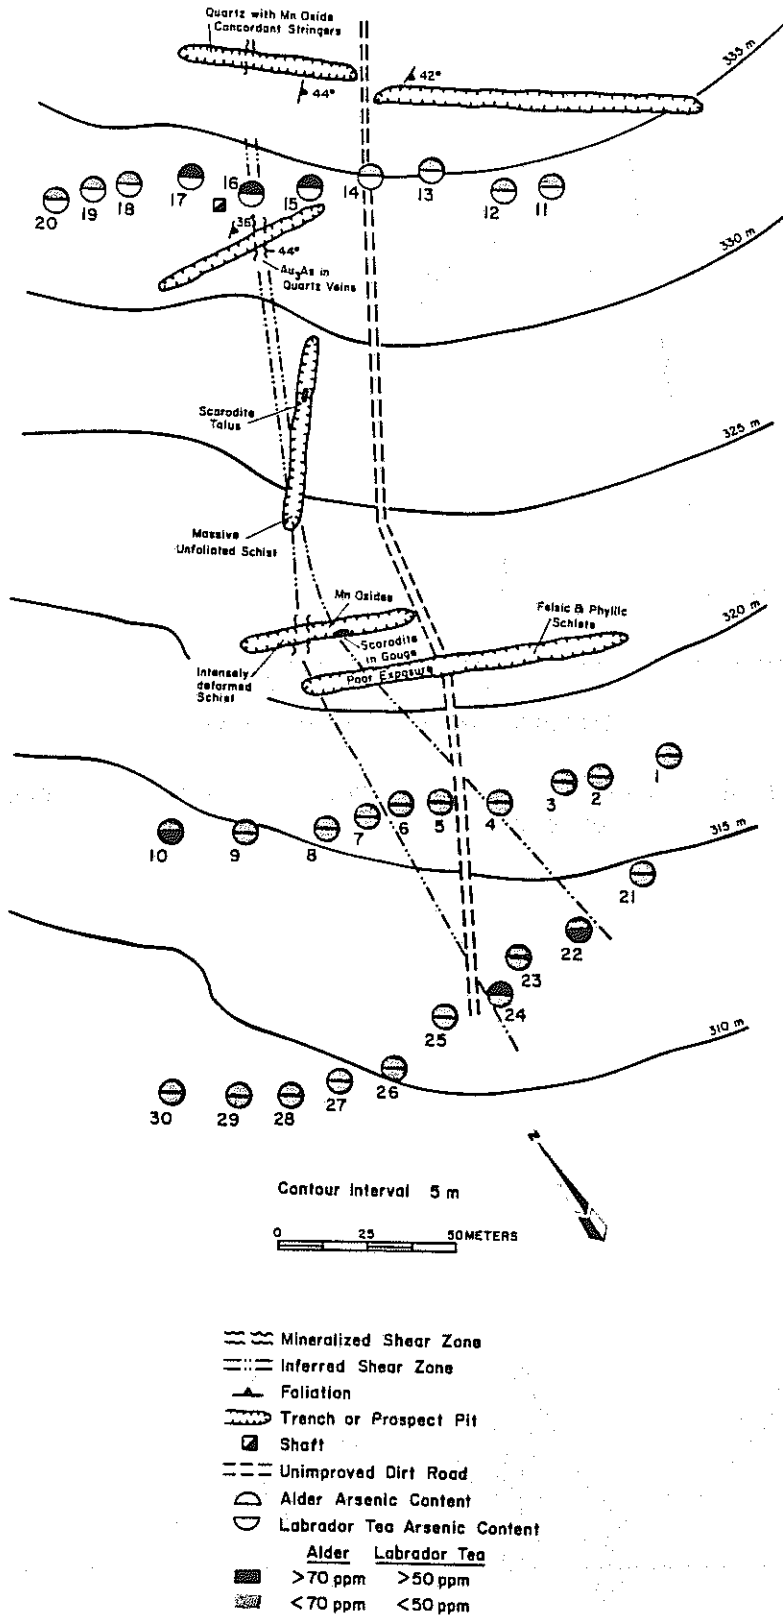 Quartz with Mn Oxide
Concordant Stringers
335 m
44°
42°
20
19
18
17
16
15
14
13
12
11
36°
44°
Au, As in
Quartz Veins
330 m
Scorodite
Talus
325 m
Massive
Unfoliated Schist
Mn Oxides
Felsic & Phyllic
Schists
320 m
Scorodite
in Gouge
Intensely
deformed
Schist
Poor Exposure
10
9
8
7
6
5
4
3
2
1
315 m
21
22
23
24
25
310 m
30
29
28
27
26
N
Contour Interval 5 m
0 25 50 METERS
Mineralized Shear Zone
Inferred Shear Zone
Foliation
Trench or Prospect Pit
Shaft
Unimproved Dirt Road
Alder Arsenic Content
Labrador Tea Arsenic Content
Alder Labrador Tea
>70 ppm >50 ppm
<70 ppm <50 ppm